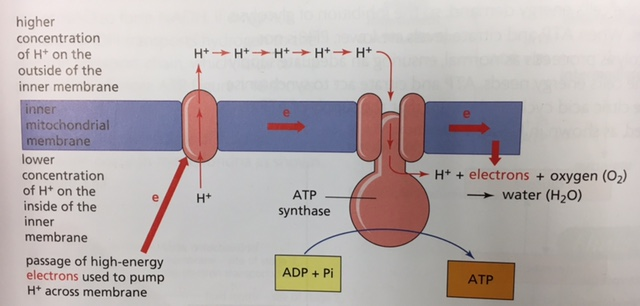 higher
concentration
of H+ on the
outside of the
inner membrane
H+ → H+ → H+ → H+ → H+
inner
mitochondrial
membrane
e
e
lower
concentration
of H+ on the
inside of the
inner
membrane
e
H+
ATP
synthase
H+ + electrons + oxygen (O₂)
→ water (H₂O)
passage of high-energy
electrons used to pump
H+ across membrane
ADP + Pi
ATP